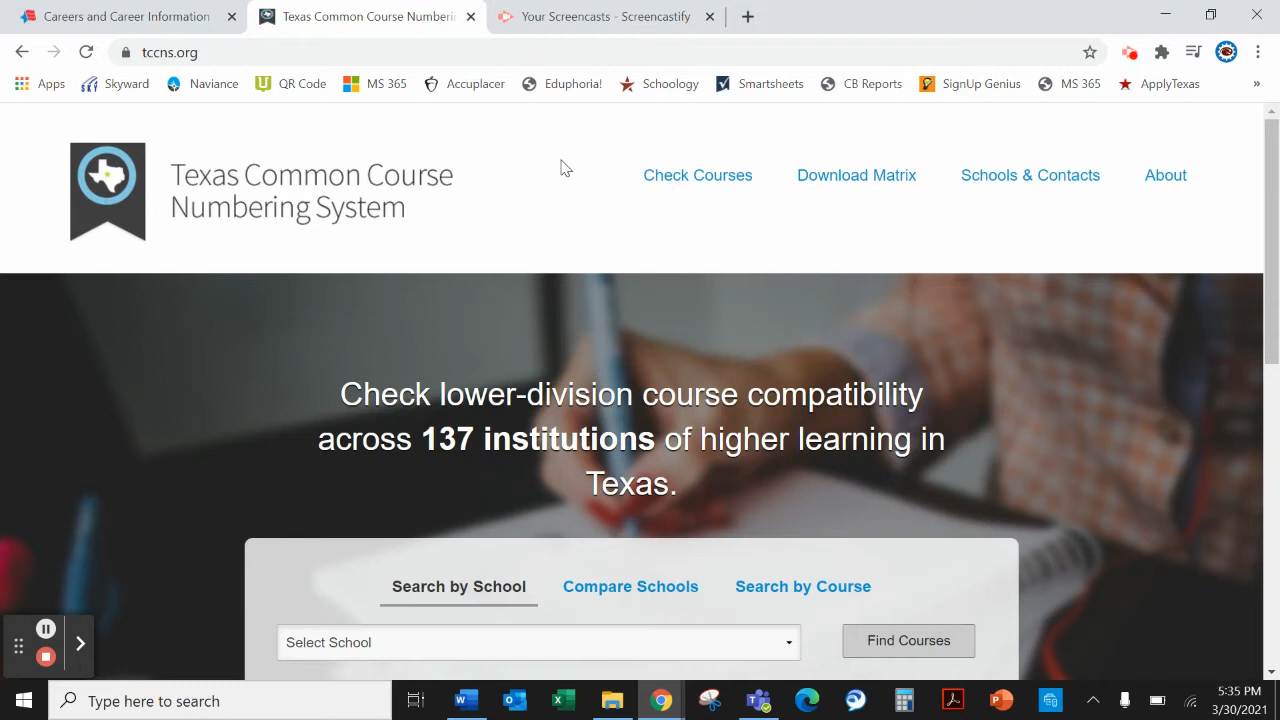 Careers and Career Information
Texas Common Course Numberin
Your Screencasts - Screencastify
tccns.org
Apps
Skyward
Naviance
QR Code
MS 365
Accuplacer
Eduphoria!
Schoology
Smartsheets
CB Reports
SignUp Genius
MS 365
ApplyTexas
»
Texas Common Course
Numbering System
Check Courses
Download Matrix
Schools & Contacts
About
Check lower-division course compatibility
across 137 institutions of higher learning in
Texas.
Search by School
Compare Schools
Search by Course
Select School
Find Courses
Type here to search
5:35 PM
3/30/2021